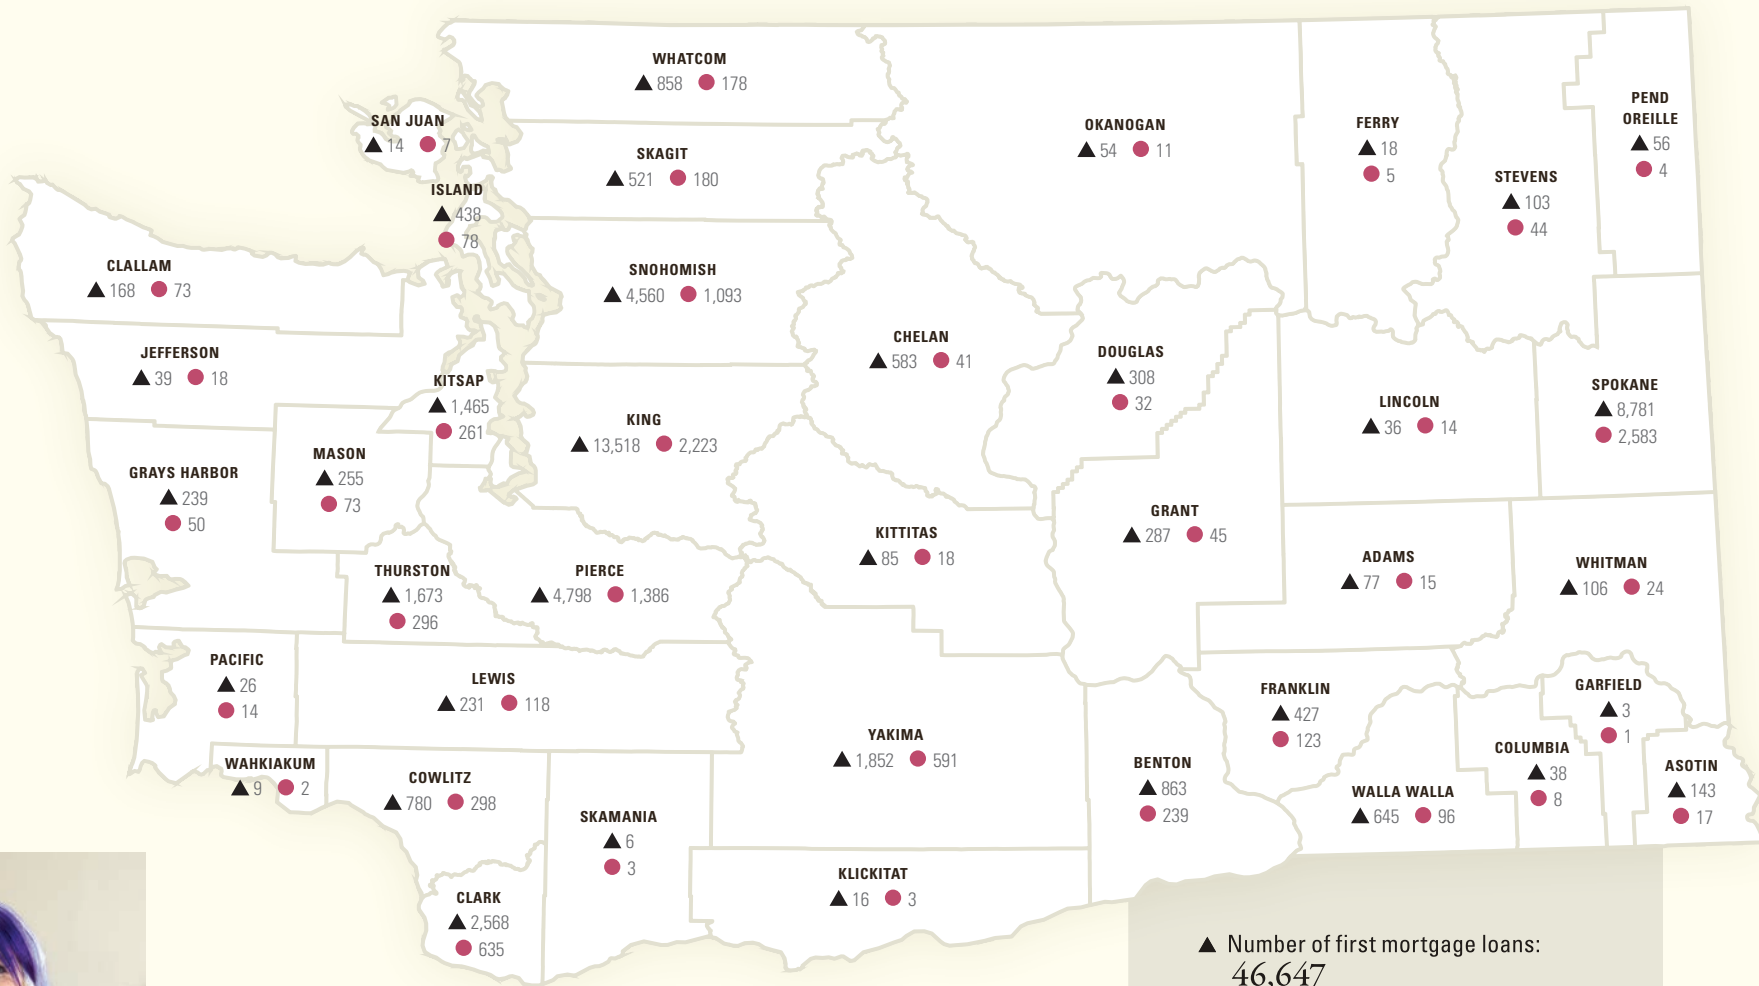 WHATCOM
▲ 858 ● 178
SAN JUAN
▲ 14 ● 7
SKAGIT
▲ 521 ● 180
ISLAND
▲ 438
● 78
OKANOGAN
▲ 54 ● 11
FERRY
▲ 18
● 5
STEVENS
▲ 103
● 44
PEND
OREILLE
▲ 56
● 4
CLALLAM
▲ 168 ● 73
SNOHOMISH
▲ 4,560 ● 1,093
JEFFERSON
▲ 39 ● 18
KITSAP
▲ 1,465
● 261
CHELAN
▲ 583 ● 41
DOUGLAS
▲ 308
● 32
LINCOLN
▲ 36 ● 14
SPOKANE
▲ 8,781
● 2,583
KING
▲ 13,518 ● 2,223
GRAYS HARBOR
▲ 239
● 50
MASON
▲ 255
● 73
KITTITAS
▲ 85 ● 18
GRANT
▲ 287 ● 45
ADAMS
▲ 77 ● 15
WHITMAN
▲ 106 ● 24
THURSTON
▲ 1,673
● 296
PIERCE
▲ 4,798 ● 1,386
PACIFIC
▲ 26
● 14
LEWIS
▲ 231 ● 118
YAKIMA
▲ 1,852 ● 591
FRANKLIN
▲ 427
● 123
GARFIELD
▲ 3
● 1
WAHKIAKUM
▲ 9 ● 2
COWLITZ
▲ 780 ● 298
SKAMANIA
▲ 6
● 3
BENTON
▲ 863
● 239
WALLA WALLA
▲ 645 ● 96
COLUMBIA
▲ 38
● 8
ASOTIN
▲ 143
● 17
CLARK
▲ 2,568
● 635
KLICKITAT
▲ 16 ● 3
▲ Number of first mortgage loans:
46,647